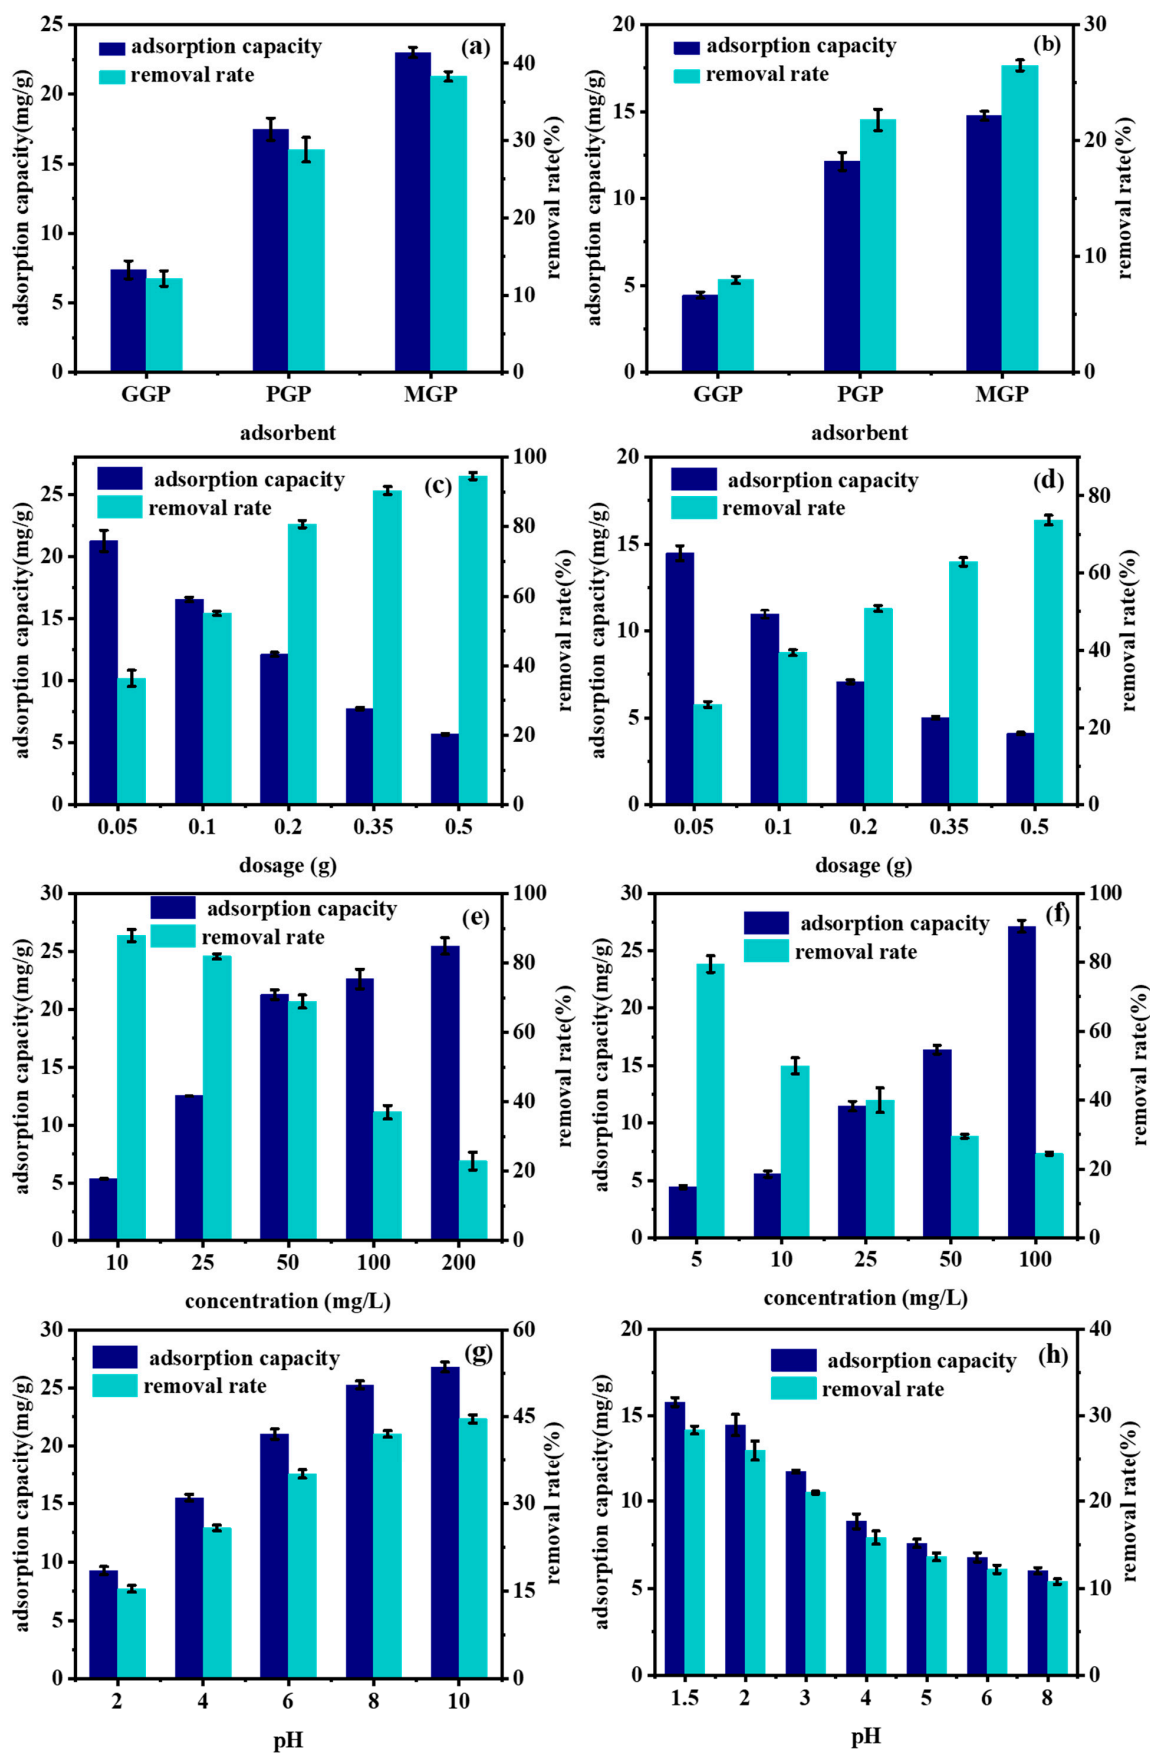 (a)
adsorption capacity
removal rate
adsorption capacity(mg/g)
25
20
15
10
5
0
removal rate(%)
40
30
20
10
0
GGP PGP MGP
adsorbent
(b)
adsorption capacity
removal rate
adsorption capacity(mg/g)
20
15
10
5
0
removal rate(%)
30
20
10
0
GGP PGP MGP
adsorbent
(c)
adsorption capacity
removal rate
adsorption capacity(mg/g)
25
20
15
10
5
0
removal rate(%)
100
80
60
40
20
0
0.05 0.1 0.2 0.35 0.5
dosage (g)
(d)
adsorption capacity
removal rate
adsorption capacity(mg/g)
20
15
10
5
0
removal rate(%)
80
60
40
20
0
0.05 0.1 0.2 0.35 0.5
dosage (g)
(e)
adsorption capacity
removal rate
adsorption capacity(mg/g)
30
25
20
15
10
5
0
removal rate(%)
100
80
60
40
20
0
10 25 50 100 200
concentration (mg/L)
(f)
adsorption capacity
removal rate
adsorption capacity(mg/g)
30
25
20
15
10
5
0
removal rate(%)
100
80
60
40
20
0
5 10 25 50 100
concentration (mg/L)
(g)
adsorption capacity
removal rate
adsorption capacity(mg/g)
30
25
20
15
10
5
0
removal rate(%)
60
45
30
15
0
2 4 6 8 10
pH
(h)
adsorption capacity
removal rate
adsorption capacity(mg/g)
20
15
10
5
0
removal rate(%)
40
30
20
10
0
1.5 2 3 4 5 6 8
pH